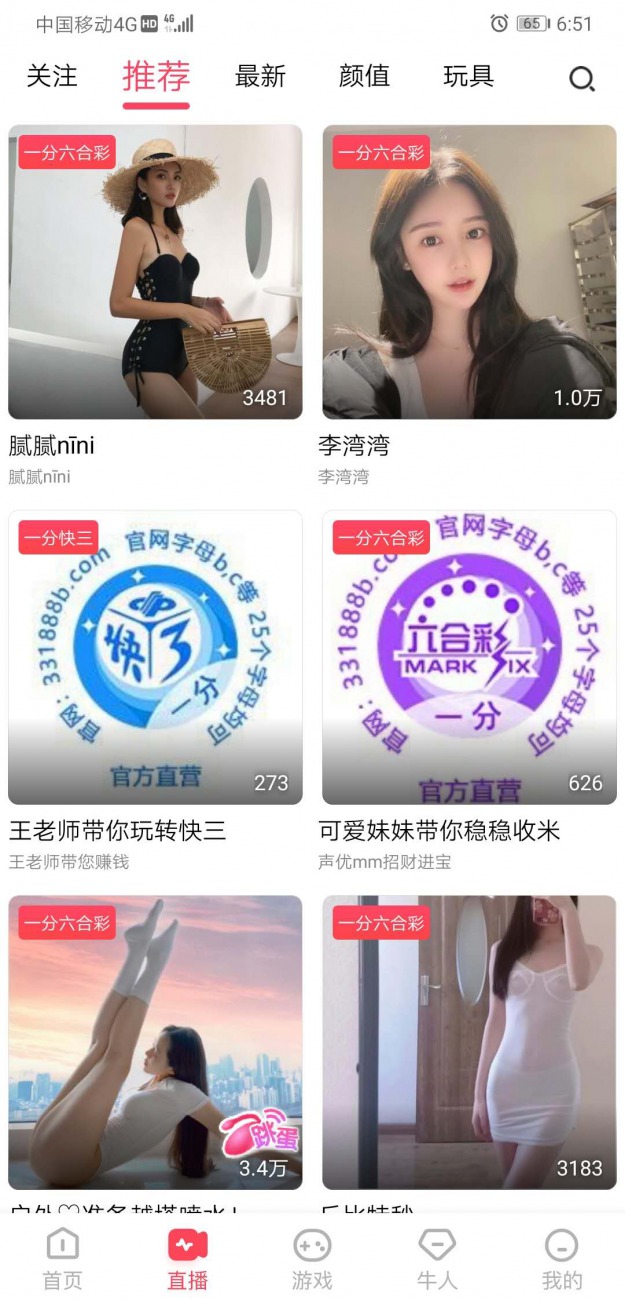 中国移动4G HD 4G 65 6:51
关注 推荐 最新 颜值 玩具
一分六合彩
3481
腻腻nīni
腻腻nīni
一分六合彩
1.0万
李湾湾
李湾湾
一分快三
官网：331888b.com 官网字母b,c等 25个字母均可
快3
一分
官方直营
273
王老师带你玩转快三
王老师带您赚钱
一分六合彩
官网：331888b.co 官网字母b,c等 25个字母均可
六合彩
MARK SIX
一分
官方直营
626
可爱妹妹带你稳稳收米
声优mm招财进宝
一分六合彩
跳蛋
3.4万
一分六合彩
3183
首页 直播 游戏 牛人 我的